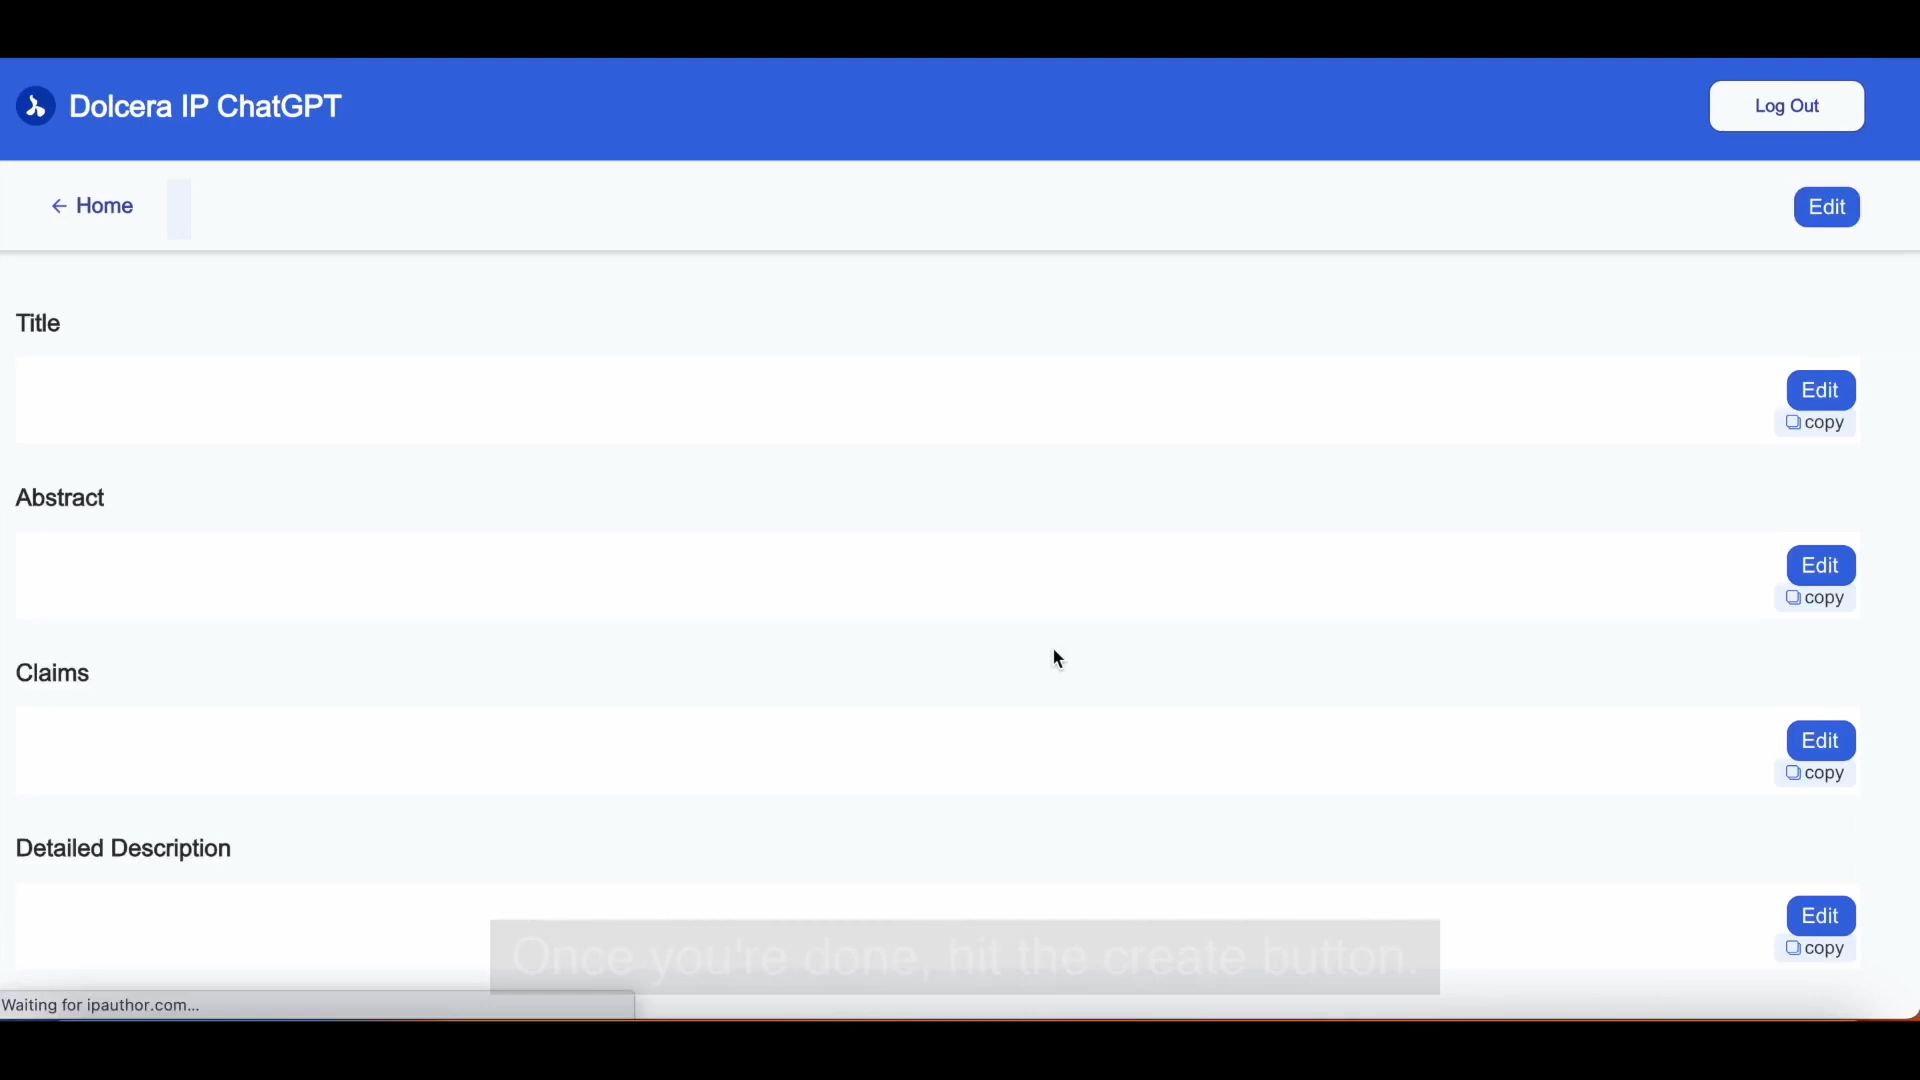 Dolcera IP ChatGPT
Log Out
← Home
Edit
Title
Edit
copy
Abstract
Edit
copy
Claims
Edit
copy
Detailed Description
Edit
copy
Once you're done, hit the create button.
Waiting for ipauthor.com...